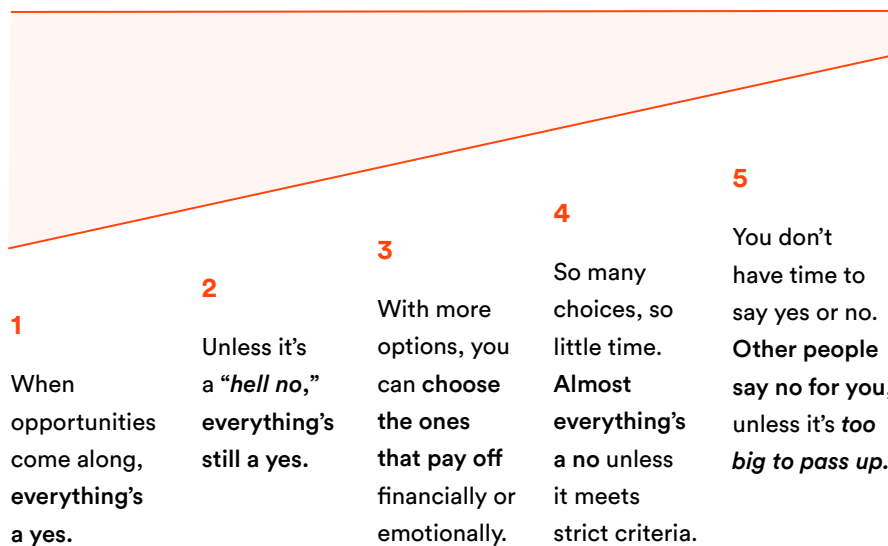 1
When
opportunities
come along,
everything's
a yes.
2
Unless it's
a “hell no,”
everything's
still a yes.
3
With more
options, you
can choose
the ones
that pay off
financially or
emotionally.
4
So many
choices, so
little time.
Almost
everything's
a no unless
it meets
strict criteria.
5
You don't
have time to
say yes or no.
Other people
say no for you,
unless it's too
big to pass up.